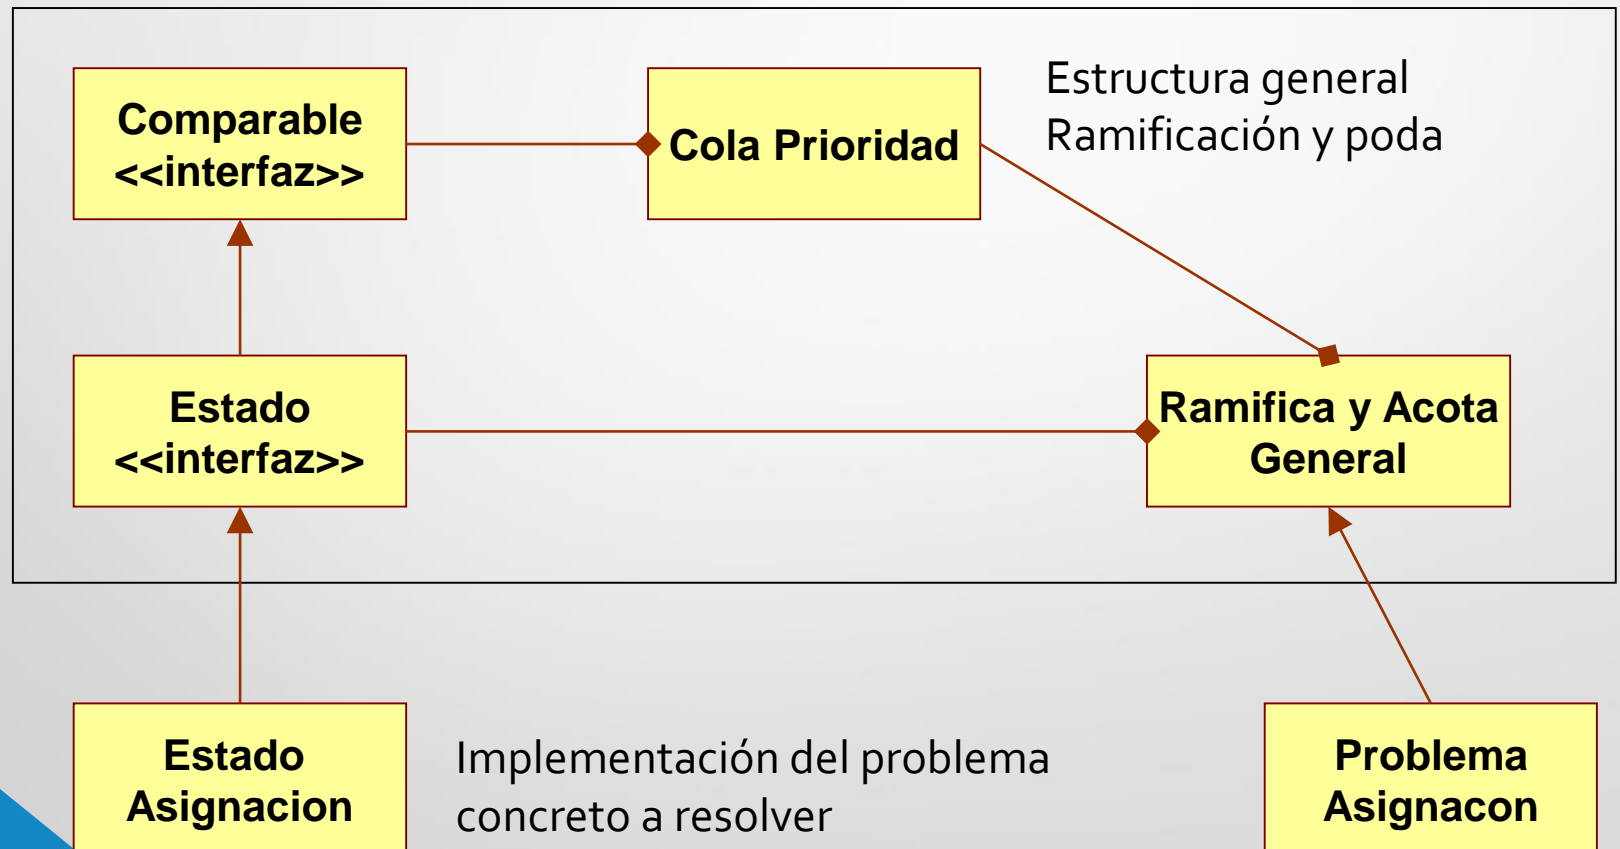 Comparable
<<interfaz>>
Cola Prioridad
Estructura general
Ramificación y poda
Estado
<<interfaz>>
Ramifica y Acota
General
Estado
Asignacion
Implementación del problema
concreto a resolver
Problema
Asignacon